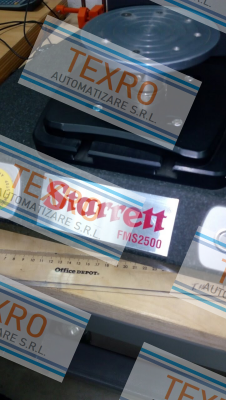 TEXRO
AUTOMATIZARE S.R.L.
TEXRO
AUTOMATIZARE S.R.L.
Starrett
FMS2500
Office DEPOT
TEXRO
AUTOMATIZARE S.R.L.
TEXRO